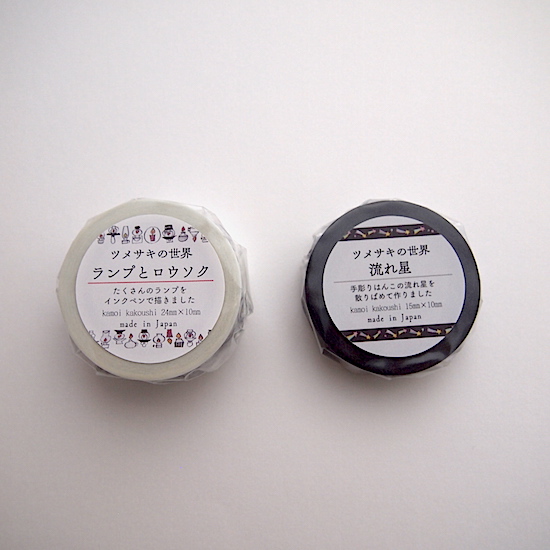 ツメサキの世界
ランプとロウソク
たくさんのランプを
インクペンで描きました
kamoi kakoushi 24mm×10mm
made in Japan
ツメサキの世界
流れ星
手彫りはんこの流れ星を
散りばめて作りました
kamoi kakoushi 15mm×10mm
made in Japan